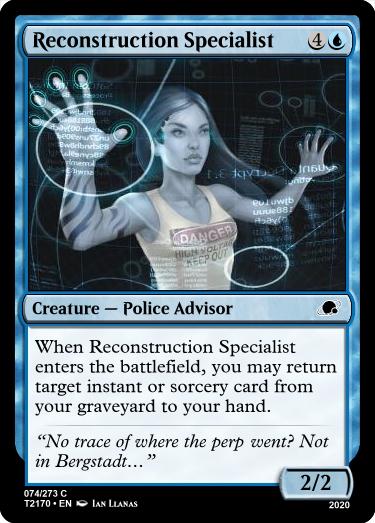 Reconstruction Specialist 4
DANGER
HIGH VOLTAGE
KEEP OUT
Creature — Police Advisor
When Reconstruction Specialist
enters the battlefield, you may return
target instant or sorcery card from
your graveyard to your hand.
“No trace of where the perp went? Not
in Bergstadt…”
2/2
074/273 C
T2170 • EN Ian Llanas
2020